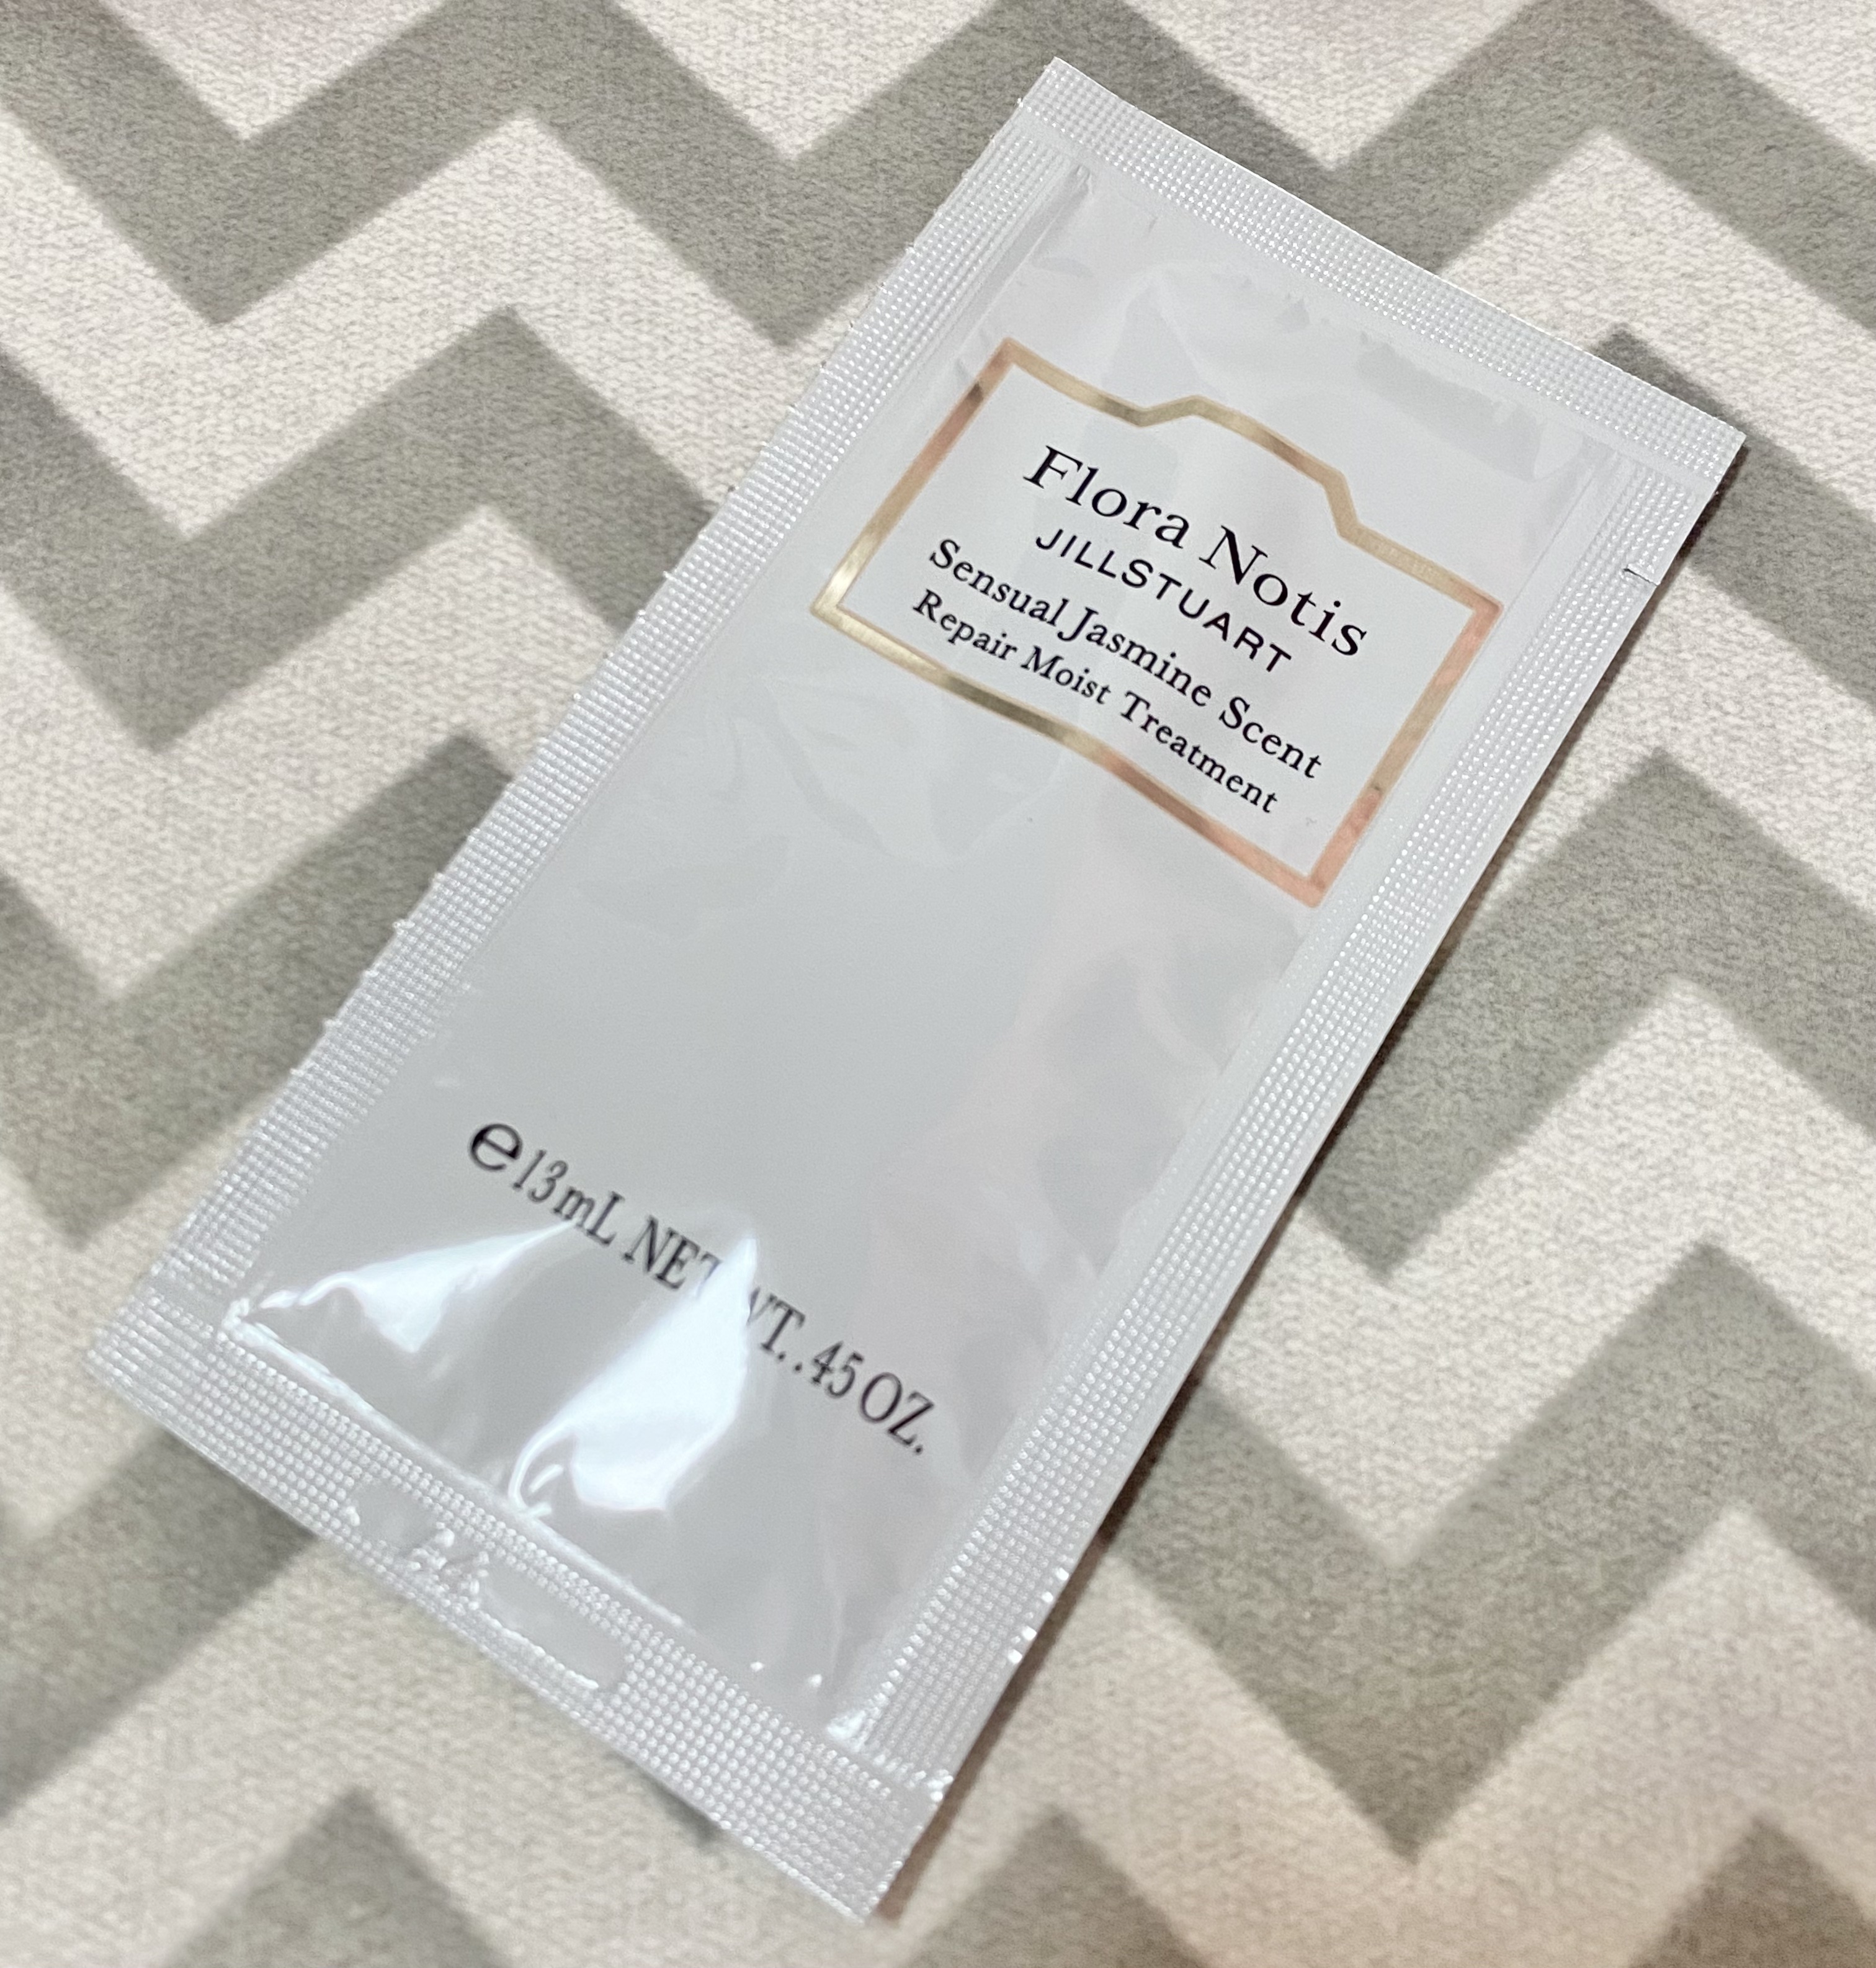 Flora Notis
JILLSTUART
Sensual Jasmine Scent
Repair Moist Treatment
℮13mL NET WT. .45 OZ.